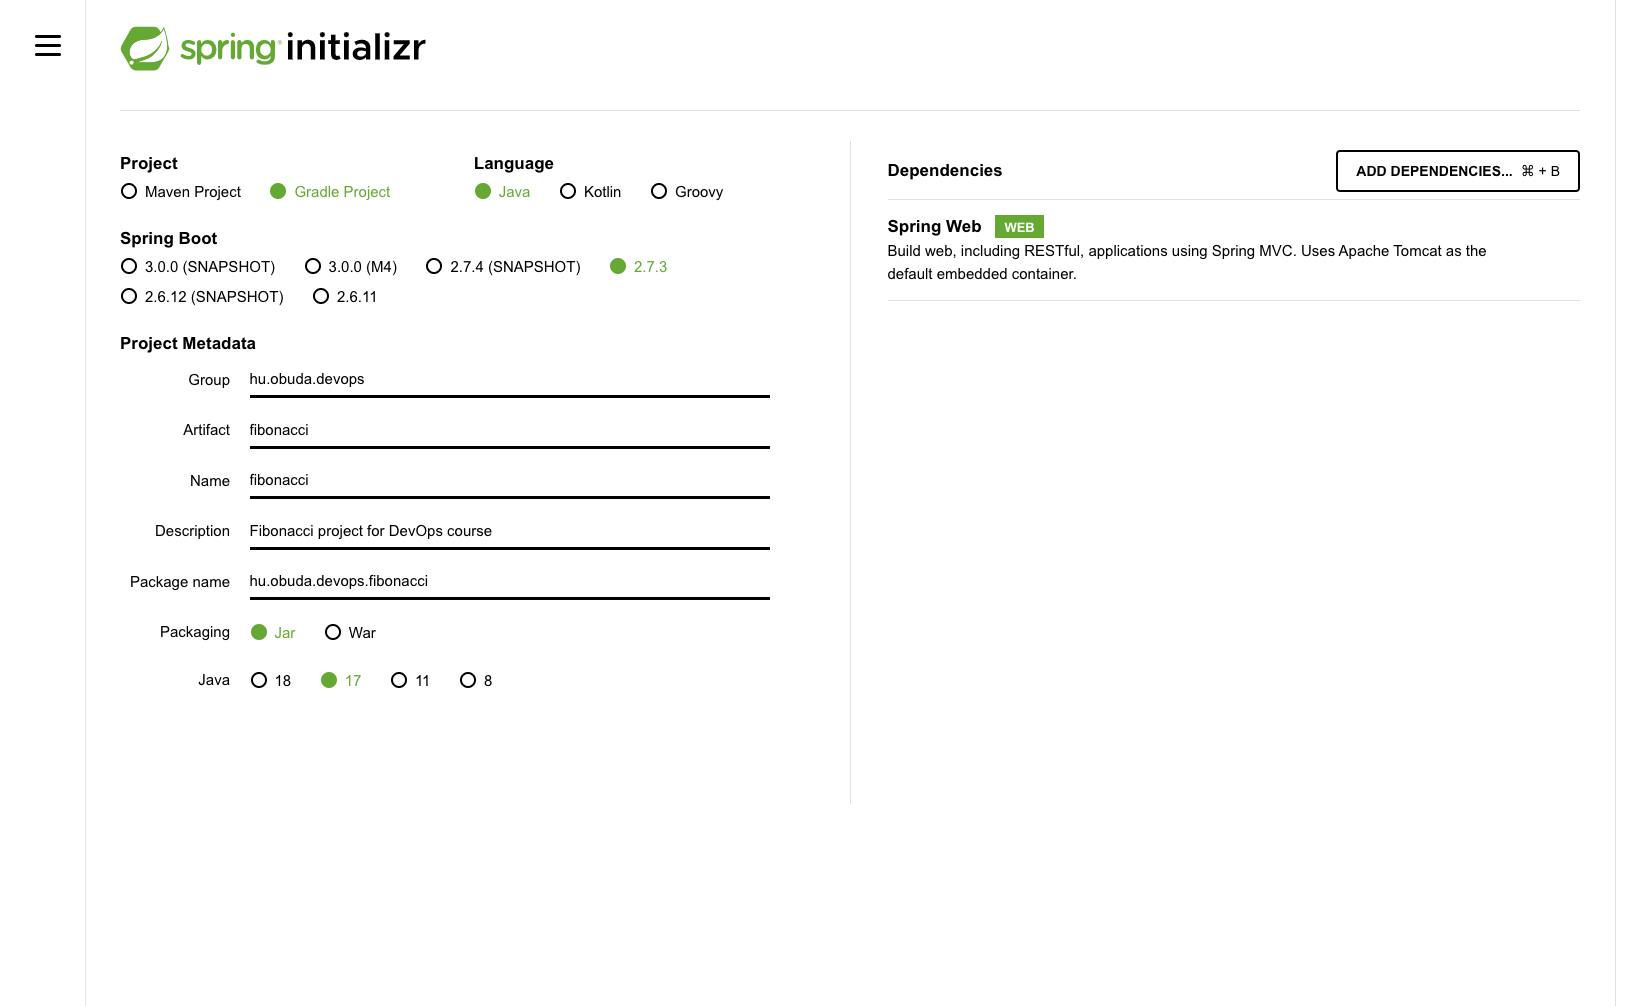 spring initializr
Project
Maven Project Gradle Project
Language
Java Kotlin Groovy
Spring Boot
3.0.0 (SNAPSHOT) 3.0.0 (M4) 2.7.4 (SNAPSHOT) 2.7.3
2.6.12 (SNAPSHOT) 2.6.11
Project Metadata
Group hu.obuda.devops
Artifact fibonacci
Name fibonacci
Description Fibonacci project for DevOps course
Package name hu.obuda.devops.fibonacci
Packaging Jar War
Java 18 17 11 8
Dependencies
ADD DEPENDENCIES... ⌘ + B
Spring Web WEB
Build web, including RESTful, applications using Spring MVC. Uses Apache Tomcat as the
default embedded container.